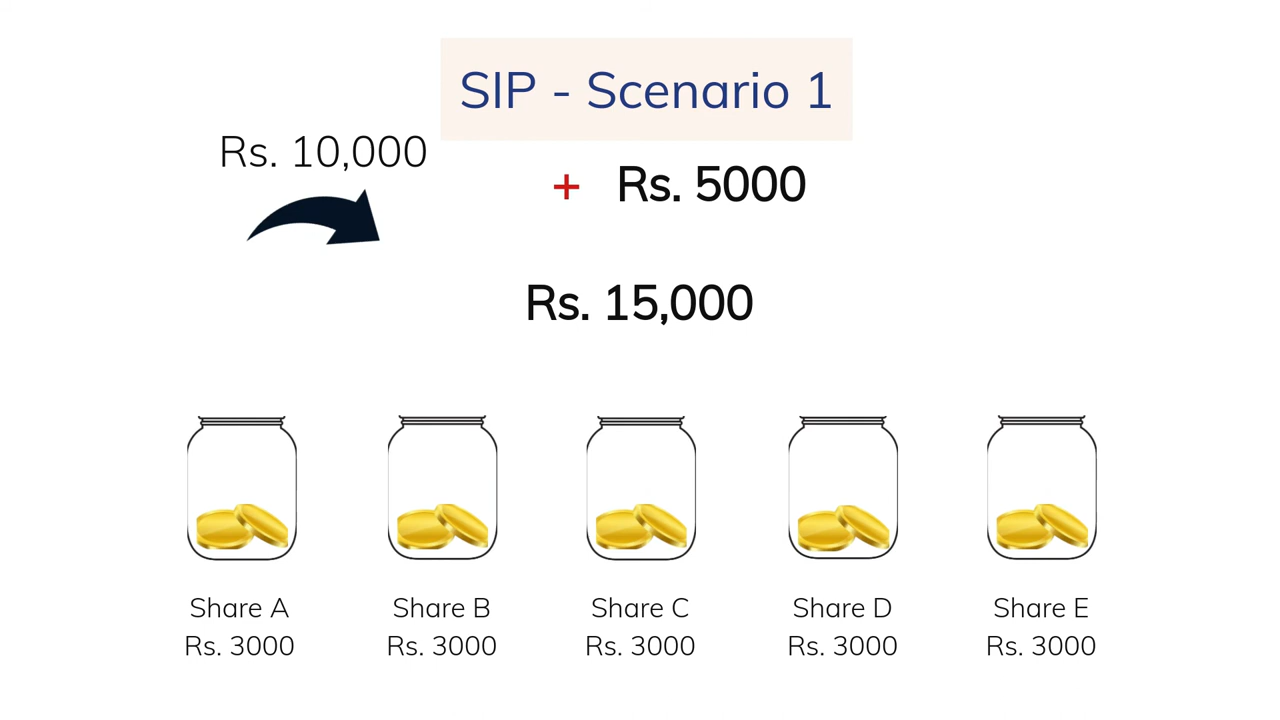 SIP - Scenario 1
Rs. 10,000
+ Rs. 5000
Rs. 15,000
Share A
Rs. 3000
Share B
Rs. 3000
Share C
Rs. 3000
Share D
Rs. 3000
Share E
Rs. 3000